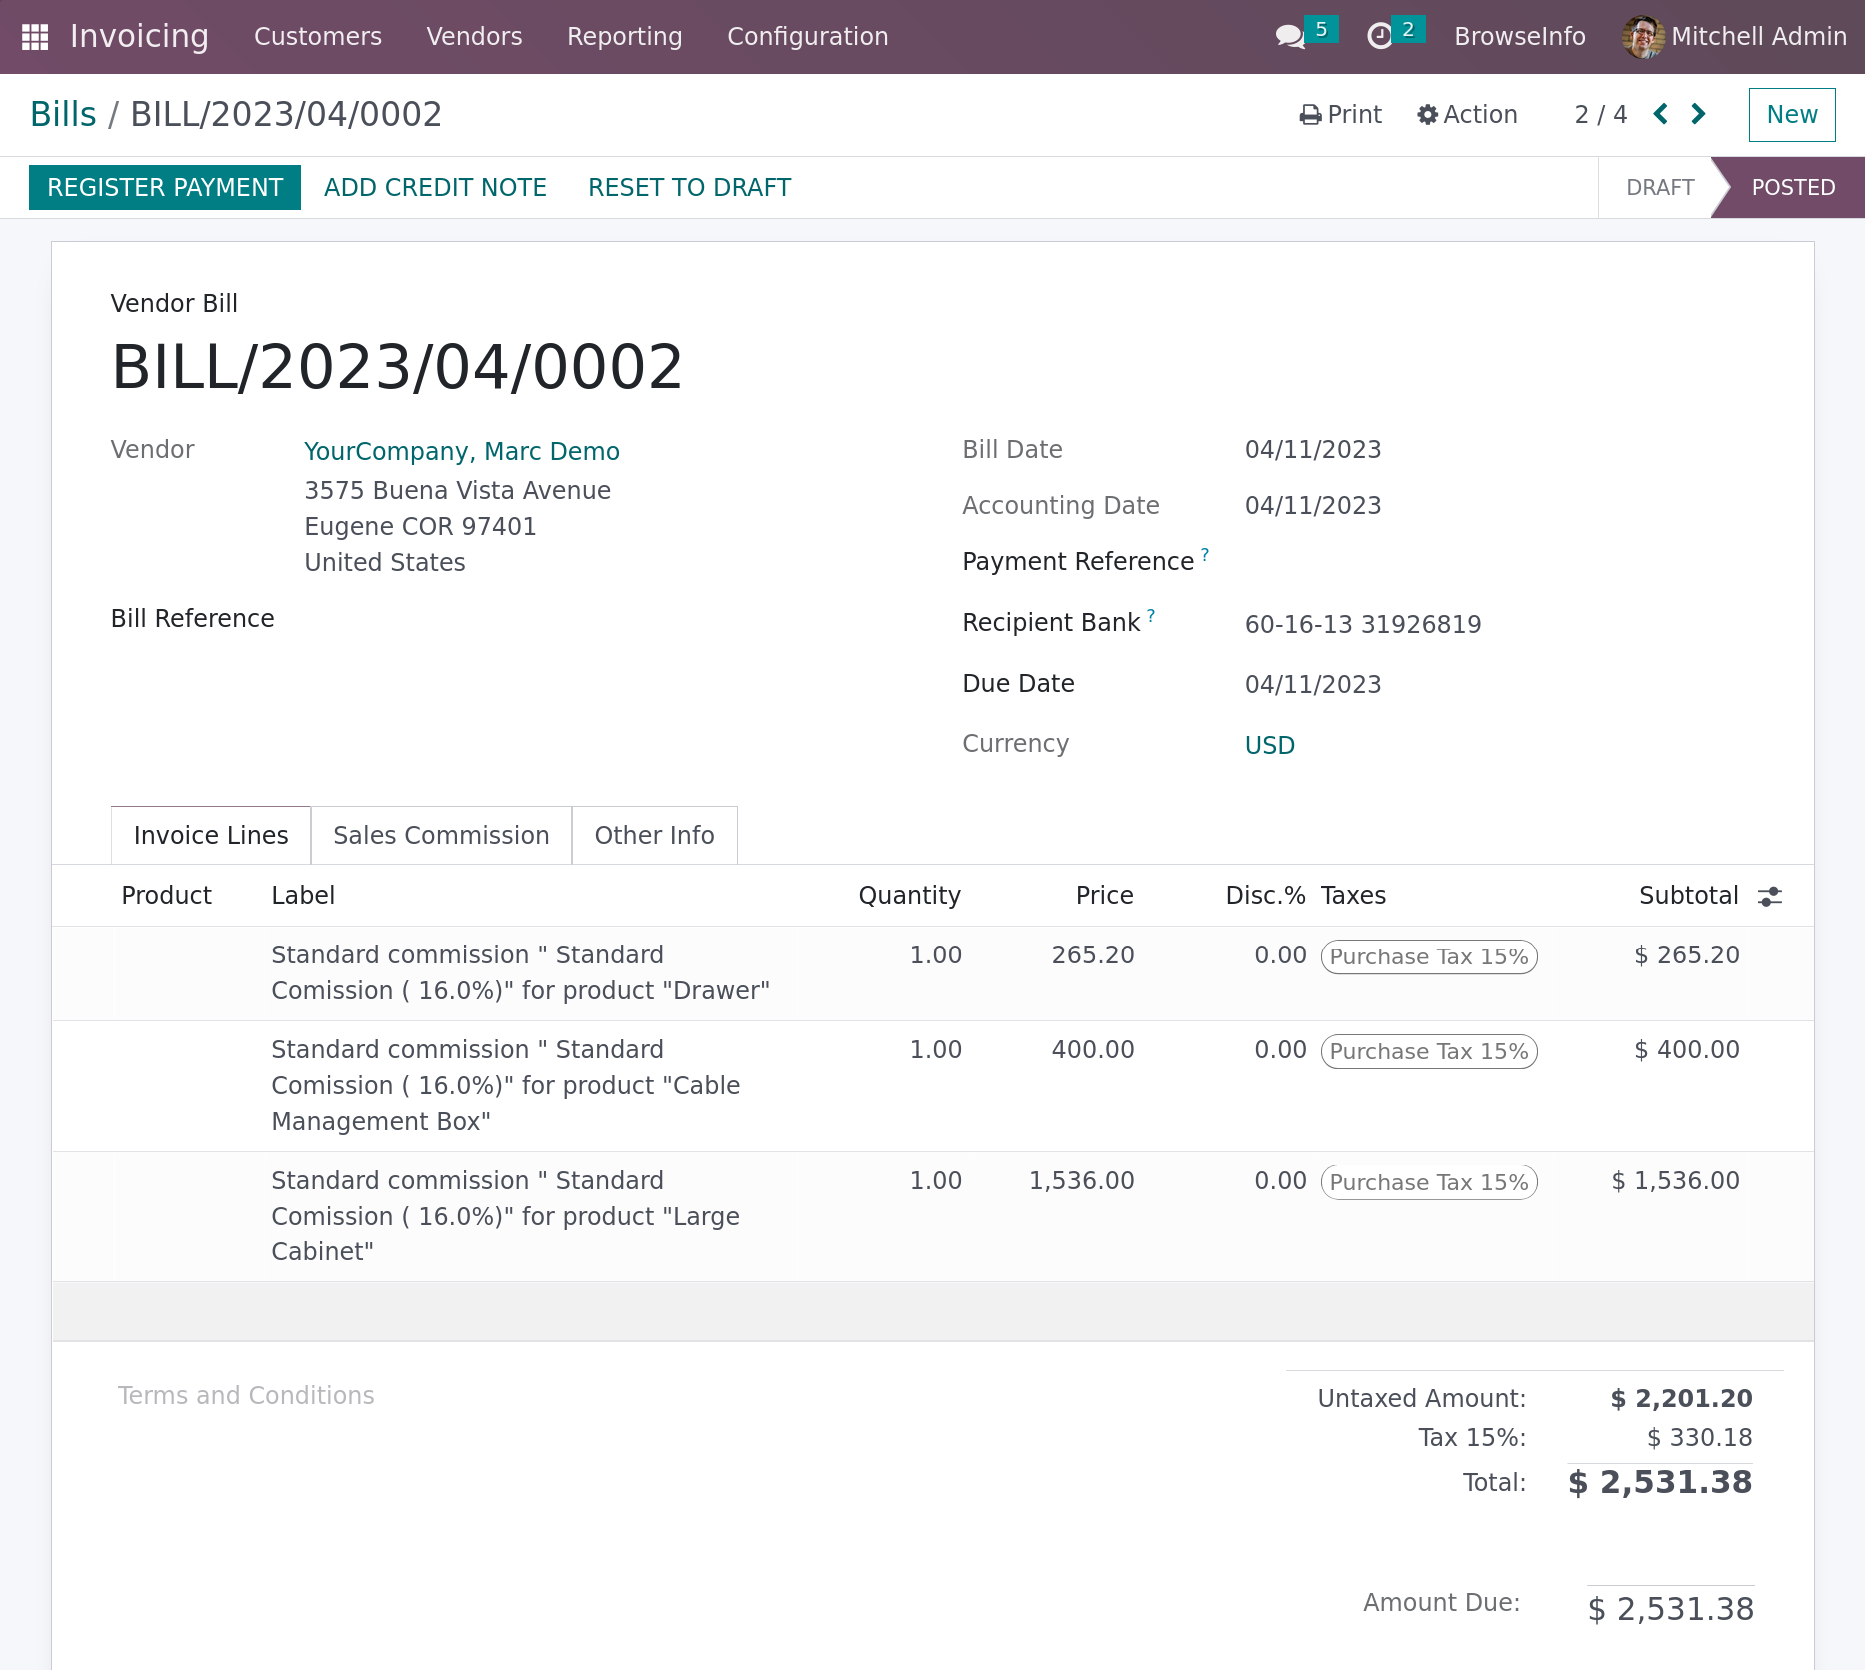 Invoicing Customers Vendors Reporting Configuration 5 2 BrowseInfo Mitchell Admin
Bills / BILL/2023/04/0002 Print Action 2 / 4 New
REGISTER PAYMENT ADD CREDIT NOTE RESET TO DRAFT DRAFT POSTED
Vendor Bill
BILL/2023/04/0002
Vendor YourCompany, Marc Demo
3575 Buena Vista Avenue
Eugene COR 97401
United States
Bill Reference
Bill Date 04/11/2023
Accounting Date 04/11/2023
Payment Reference ?
Recipient Bank ? 60-16-13 31926819
Due Date 04/11/2023
Currency USD
Invoice Lines Sales Commission Other Info
Product Label Quantity Price Disc.% Taxes Subtotal
Standard commission " Standard 1.00 265.20 0.00 Purchase Tax 15% $ 265.20
Comission ( 16.0%)" for product "Drawer"
Standard commission " Standard 1.00 400.00 0.00 Purchase Tax 15% $ 400.00
Comission ( 16.0%)" for product "Cable
Management Box"
Standard commission " Standard 1.00 1,536.00 0.00 Purchase Tax 15% $ 1,536.00
Comission ( 16.0%)" for product "Large
Cabinet"
Terms and Conditions
Untaxed Amount: $ 2,201.20
Tax 15%: $ 330.18
Total: $ 2,531.38
Amount Due: $ 2,531.38